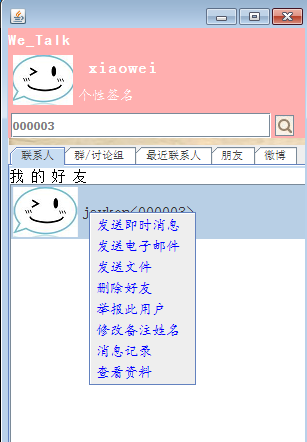 We_Talk
xiaowei
个性签名
000003
联系人 群/讨论组 最近联系人 朋友 微博
我的好友
发送即时消息
发送电子邮件
发送文件
删除好友
举报此用户
修改备注姓名
消息记录
查看资料